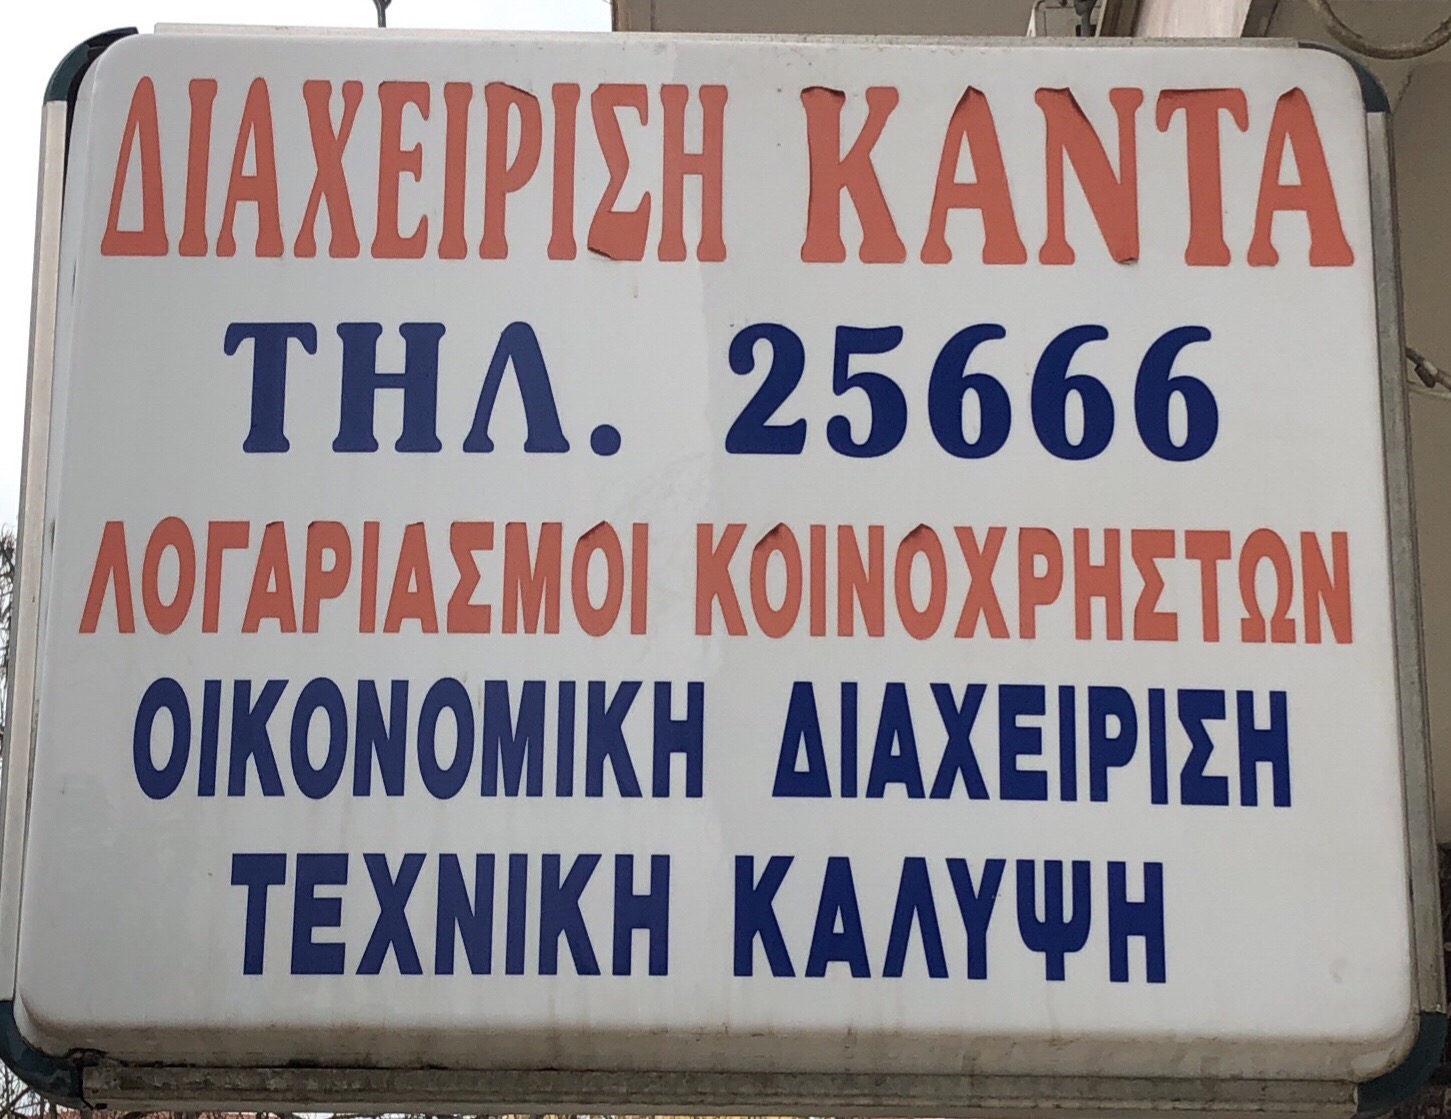 ΔΙΑΧΕΙΡΙΣΗ ΚΑΝΤΑ
ΤΗΛ. 25666
ΛΟΓΑΡΙΑΣΜΟΙ ΚΟΙΝΟΧΡΗΣΤΩΝ
ΟΙΚΟΝΟΜΙΚΗ ΔΙΑΧΕΙΡΙΣΗ
ΤΕΧΝΙΚΗ ΚΑΛΥΨΗ